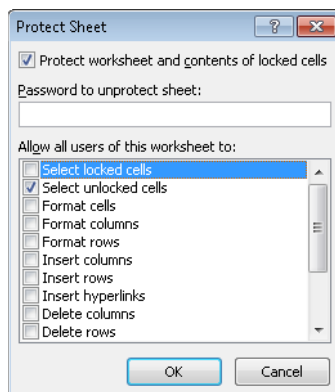 Protect Sheet
Protect worksheet and contents of locked cells
Password to unprotect sheet:
Allow all users of this worksheet to:
Select locked cells
Select unlocked cells
Format cells
Format columns
Format rows
Insert columns
Insert rows
Insert hyperlinks
Delete columns
Delete rows
OK Cancel